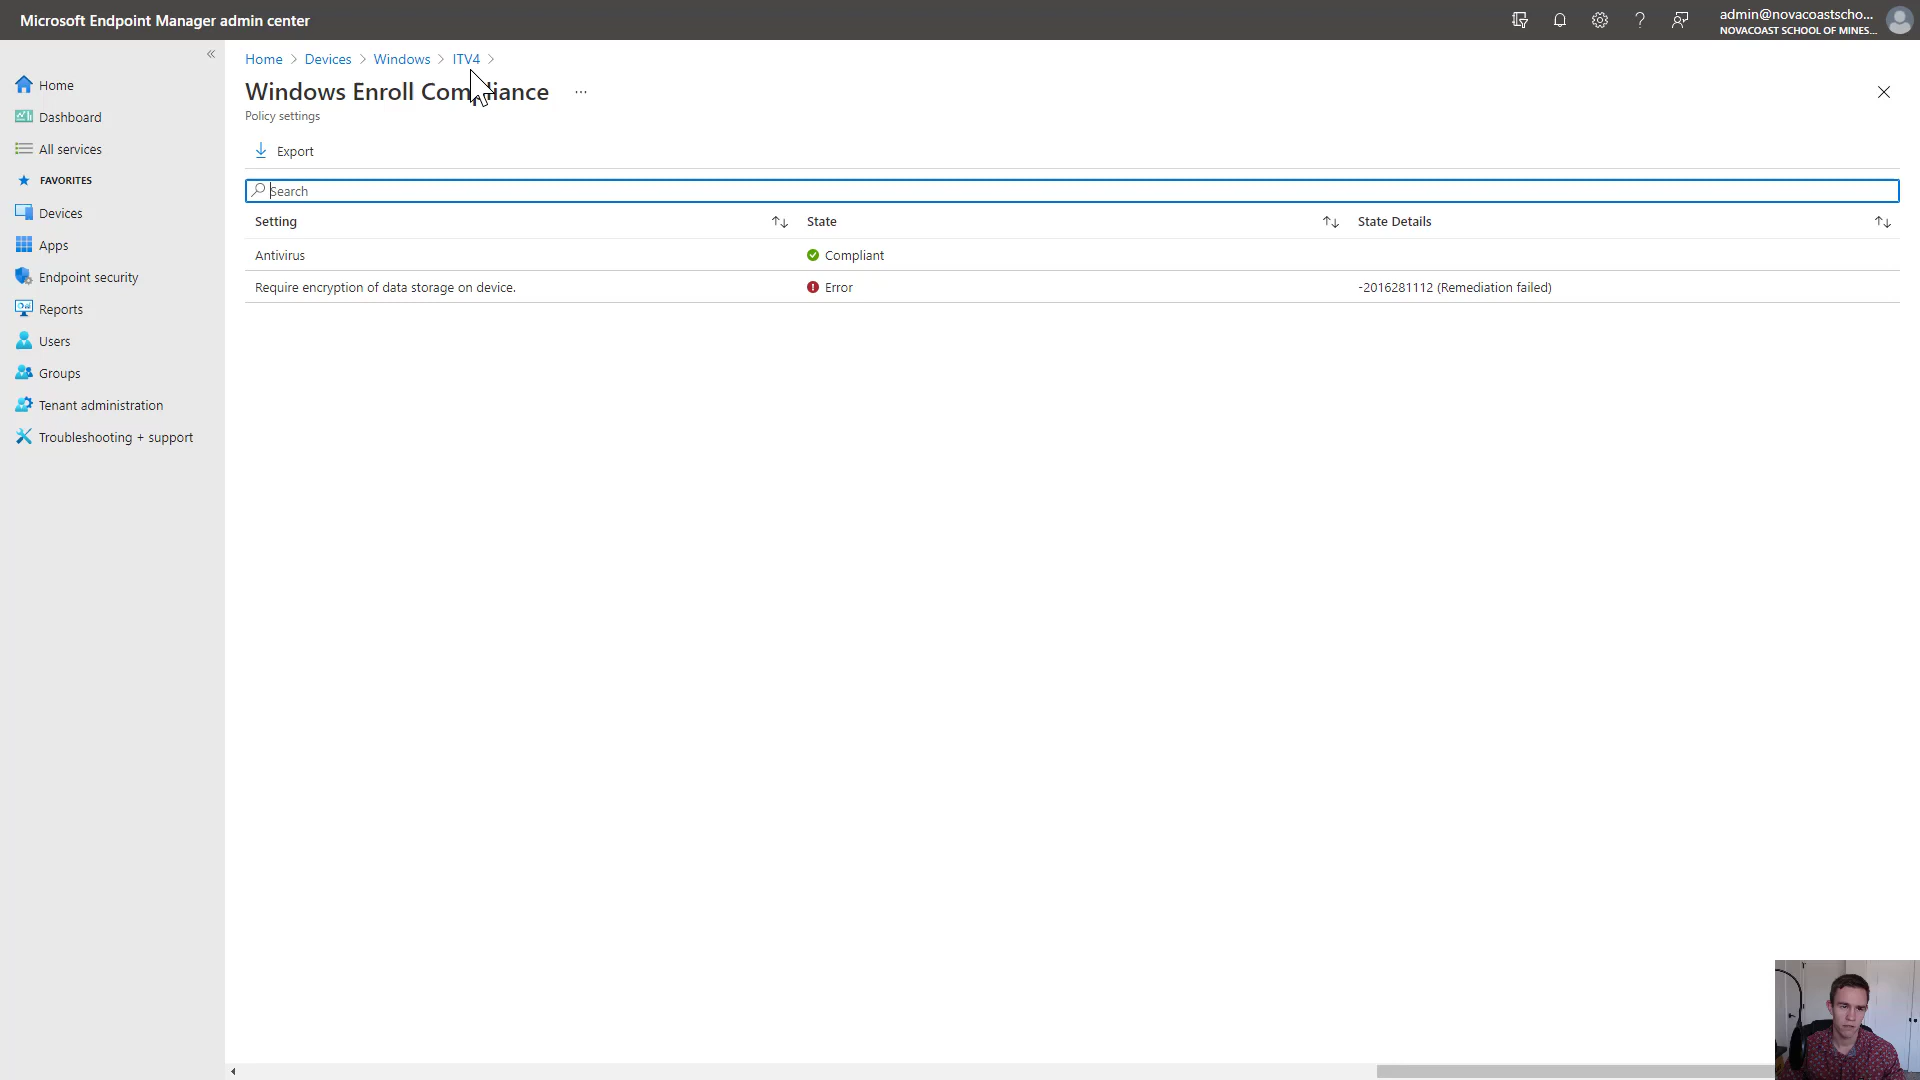 Microsoft Endpoint Manager admin center
admin@novacoastscho...
NOVACOAST SCHOOL OF MINES...
Home
Dashboard
All services
FAVORITES
Devices
Apps
Endpoint security
Reports
Users
Groups
Tenant administration
Troubleshooting + support
Home > Devices > Windows > ITV4 >
Windows Enroll Compliance ...
Policy settings
Export
Search
Setting State State Details
Antivirus Compliant
Require encryption of data storage on device. Error -2016281112 (Remediation failed)